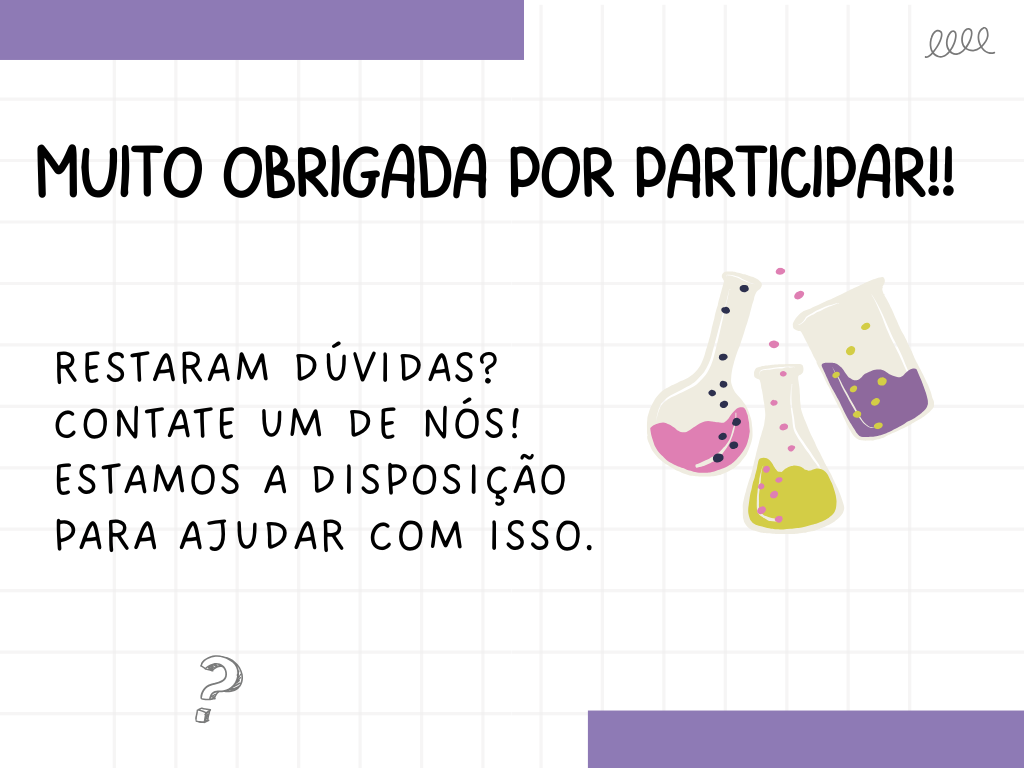 MUITO OBRIGADA POR PARTICIPAR!!
RESTARAM DÚVIDAS?
CONTATE UM DE NÓS!
ESTAMOS A DISPOSIÇÃO
PARA AJUDAR COM ISSO.
?